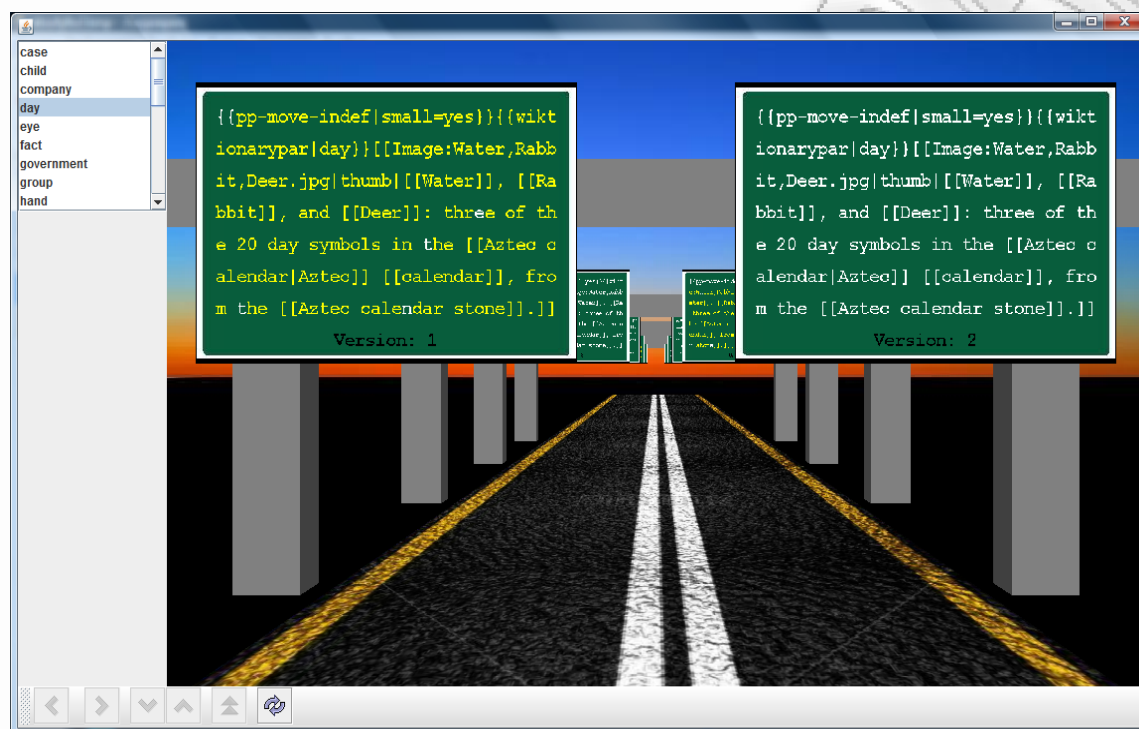 case
child
company
day
eye
fact
government
group
hand
{{pp-move-indef|small=yes}}{{wikt
ionarypar|day}}[[Image:Water,Rabb
it,Deer.jpg|thumb|[[Water]], [[Ra
bbit]], and [[Deer]]: three of th
e 20 day symbols in the [[Aztec c
alendar|Aztec]] [[calendar]], fro
m the [[Aztec calendar stone]].]]
Version: 1
{{pp-move-indef|small=yes}}{{wikt
ionarypar|day}}[[Image:Water,Rabb
it,Deer.jpg|thumb|[[Water]], [[Ra
bbit]], and [[Deer]]: three of th
e 20 day symbols in the [[Aztec c
alendar|Aztec]] [[calendar]], fro
m the [[Aztec calendar stone]].]]
Version: 2